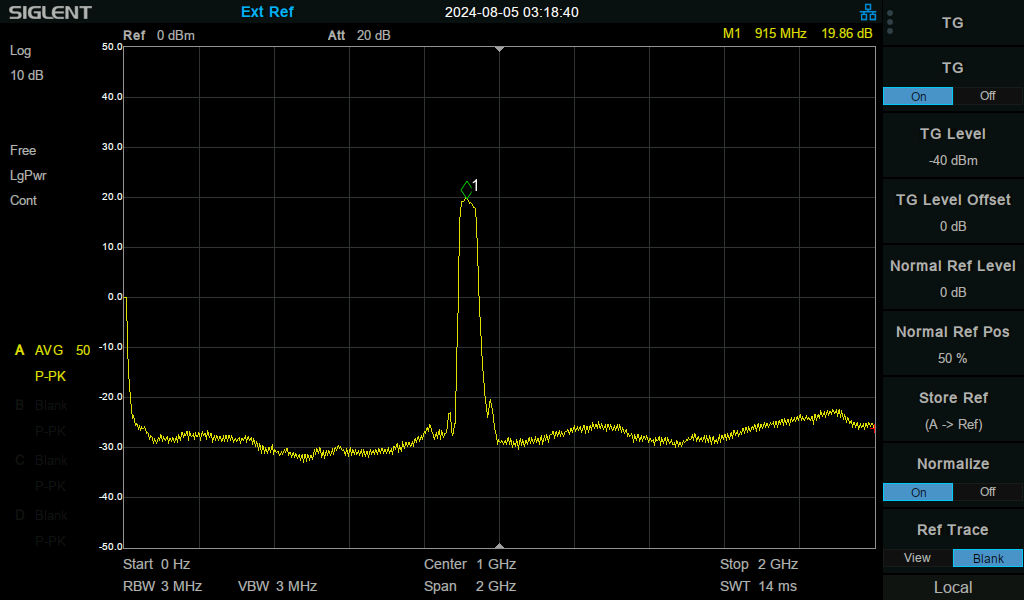 SIGLENT Ext Ref 2024-08-05 03:18:40
Ref 0 dBm Att 20 dB M1 915 MHz 19.86 dB
Log
10 dB
Free
LgPwr
Cont
A AVG 50
P-PK
B Blank
P-PK
C Blank
P-PK
D Blank
P-PK
50.0
40.0
30.0
20.0
10.0
0.0
-10.0
-20.0
-30.0
-40.0
-50.0
1
Start 0 Hz Center 1 GHz Stop 2 GHz
RBW 3 MHz VBW 3 MHz Span 2 GHz SWT 14 ms
TG
TG
On Off
TG Level
-40 dBm
TG Level Offset
0 dB
Normal Ref Level
0 dB
Normal Ref Pos
50 %
Store Ref
(A -> Ref)
Normalize
On Off
Ref Trace
View Blank
Local